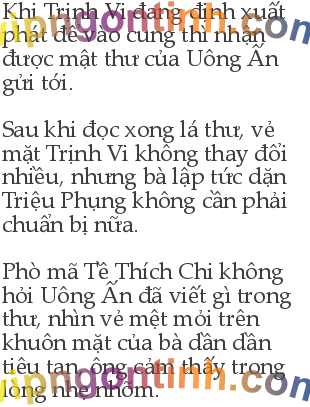 Khi Trịnh Vi đang định xuất
phát để vào cung thì nhận
được mật thư của Uông Ấn
gửi tới.
Sau khi đọc xong lá thư, vẻ
mặt Trịnh Vi không thay đổi
nhiều, nhưng bà lập tức dặn
Triệu Phụng không cần phải
chuẩn bị nữa.
Phò mã Tề Thích Chi không
hỏi Uông Ấn đã viết gì trong
thư, nhìn vẻ mệt mỏi trên
khuôn mặt của bà dần dần
tiêu tan, ông cảm thấy trong
lòng nhẹ nhõm.